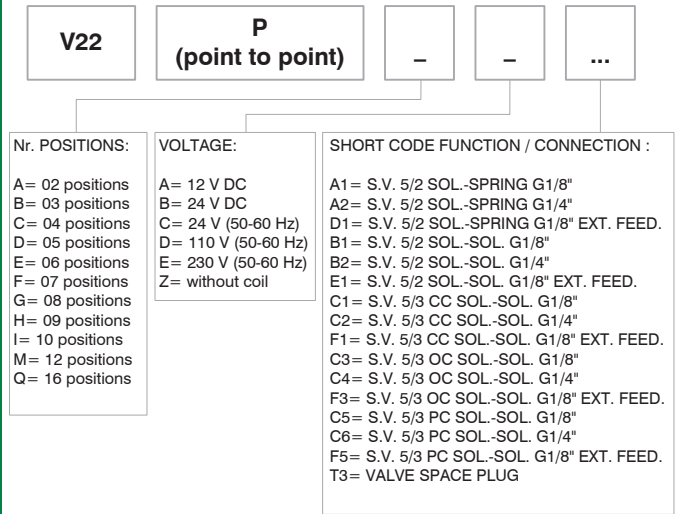 V22
P
(point to point)
_
_
...
Nr. POSITIONS:
A= 02 positions
B= 03 positions
C= 04 positions
D= 05 positions
E= 06 positions
F= 07 positions
G= 08 positions
H= 09 positions
I= 10 positions
M= 12 positions
Q= 16 positions
VOLTAGE:
A= 12 V DC
B= 24 V DC
C= 24 V (50-60 Hz)
D= 110 V (50-60 Hz)
E= 230 V (50-60 Hz)
Z= without coil
SHORT CODE FUNCTION / CONNECTION :
A1= S.V. 5/2 SOL.-SPRING G1/8"
A2= S.V. 5/2 SOL.-SPRING G1/4"
D1= S.V. 5/2 SOL.-SPRING G1/8" EXT. FEED.
B1= S.V. 5/2 SOL.-SOL. G1/8"
B2= S.V. 5/2 SOL.-SOL. G1/4"
E1= S.V. 5/2 SOL.-SOL. G1/8" EXT. FEED.
C1= S.V. 5/3 CC SOL.-SOL. G1/8"
C2= S.V. 5/3 CC SOL.-SOL. G1/4"
F1= S.V. 5/3 CC SOL.-SOL. G1/8" EXT. FEED.
C3= S.V. 5/3 OC SOL.-SOL. G1/8"
C4= S.V. 5/3 OC SOL.-SOL. G1/4"
F3= S.V. 5/3 OC SOL.-SOL. G1/8" EXT. FEED.
C5= S.V. 5/3 PC SOL.-SOL. G1/8"
C6= S.V. 5/3 PC SOL.-SOL. G1/4"
F5= S.V. 5/3 PC SOL.-SOL. G1/8" EXT. FEED.
T3= VALVE SPACE PLUG